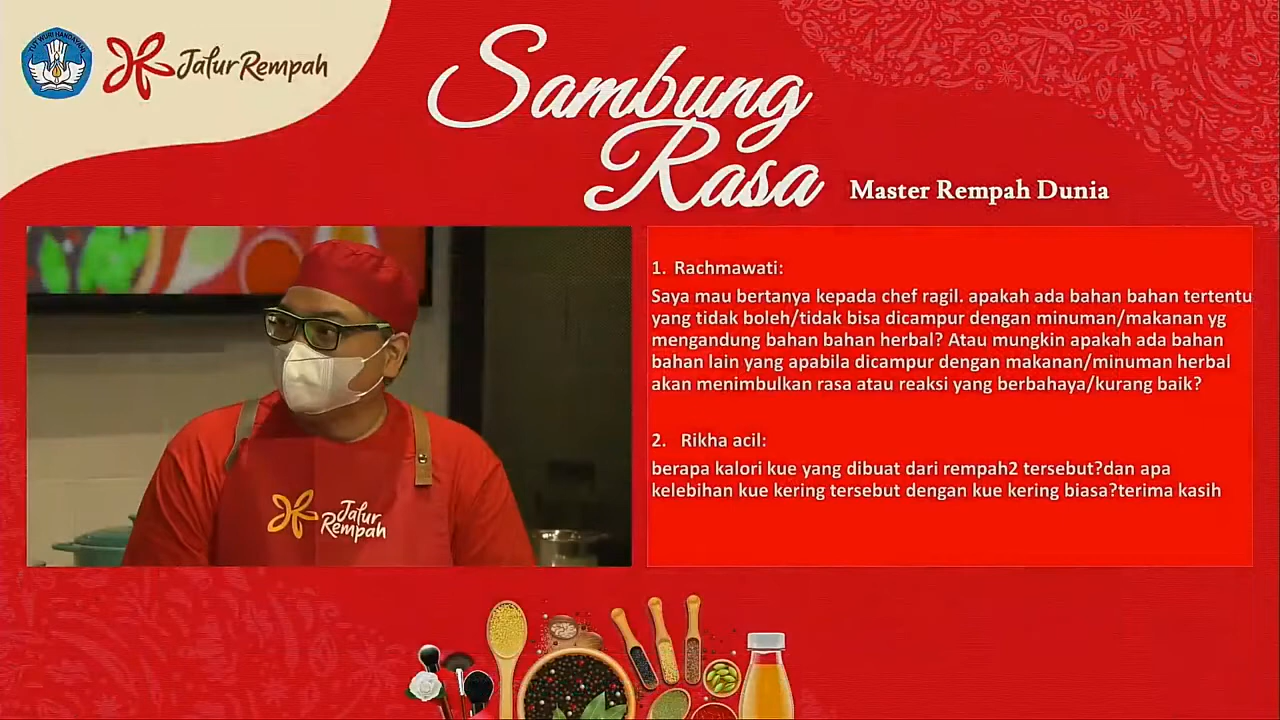 TUT WURI HANDAYANI
Jalur Rempah
Sambung
Rasa
Master Rempah Dunia
1. Rachmawati:
Saya mau bertanya kepada chef ragil. apakah ada bahan bahan tertentu
yang tidak boleh/tidak bisa dicampur dengan minuman/makanan yg
mengandung bahan bahan herbal? Atau mungkin apakah ada bahan
bahan lain yang apabila dicampur dengan makanan/minuman herbal
akan menimbulkan rasa atau reaksi yang berbahaya/kurang baik?
2. Rikha acil:
berapa kalori kue yang dibuat dari rempah2 tersebut?dan apa
kelebihan kue kering tersebut dengan kue kering biasa?terima kasih
Jalur
Rempah